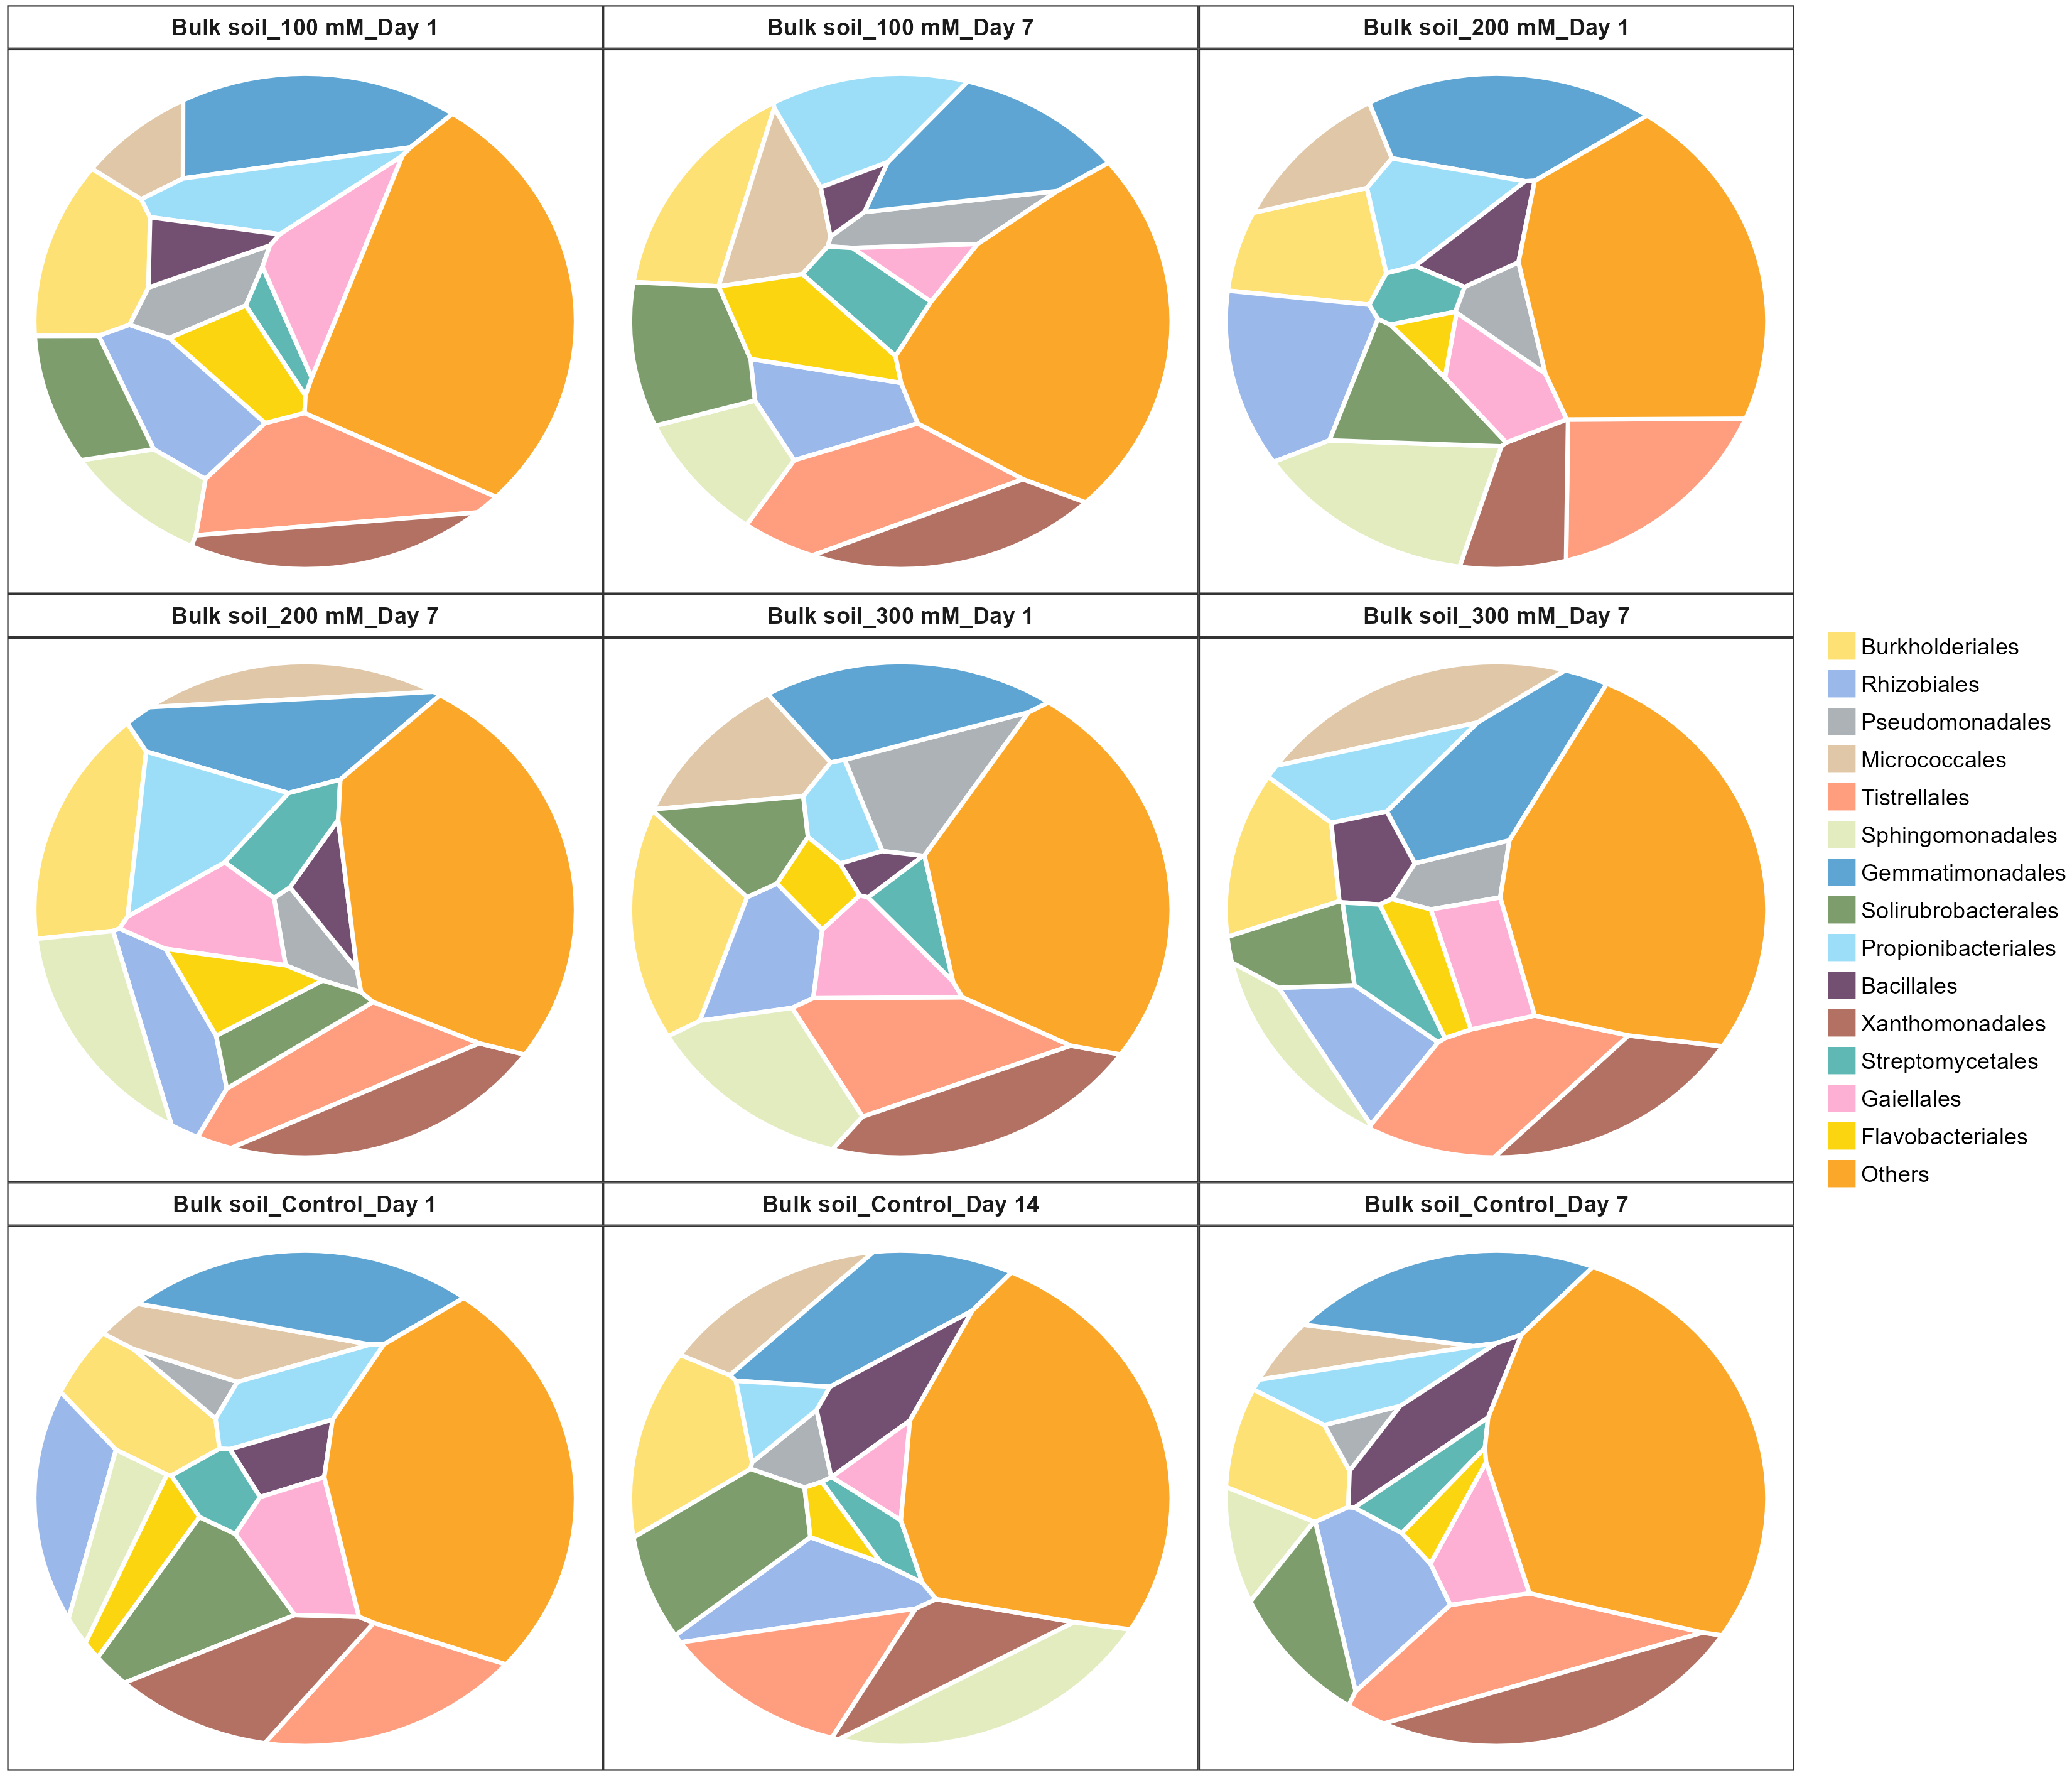 Bulk soil_100 mM_Day 1
Bulk soil_100 mM_Day 7
Bulk soil_200 mM_Day 1
Bulk soil_200 mM_Day 7
Bulk soil_300 mM_Day 1
Bulk soil_300 mM_Day 7
Bulk soil_Control_Day 1
Bulk soil_Control_Day 14
Bulk soil_Control_Day 7
Burkholderiales
Rhizobiales
Pseudomonadales
Micrococcales
Tistrellales
Sphingomonadales
Gemmatimonadales
Solirubrobacterales
Propionibacteriales
Bacillales
Xanthomonadales
Streptomycetales
Gaiellales
Flavobacteriales
Others